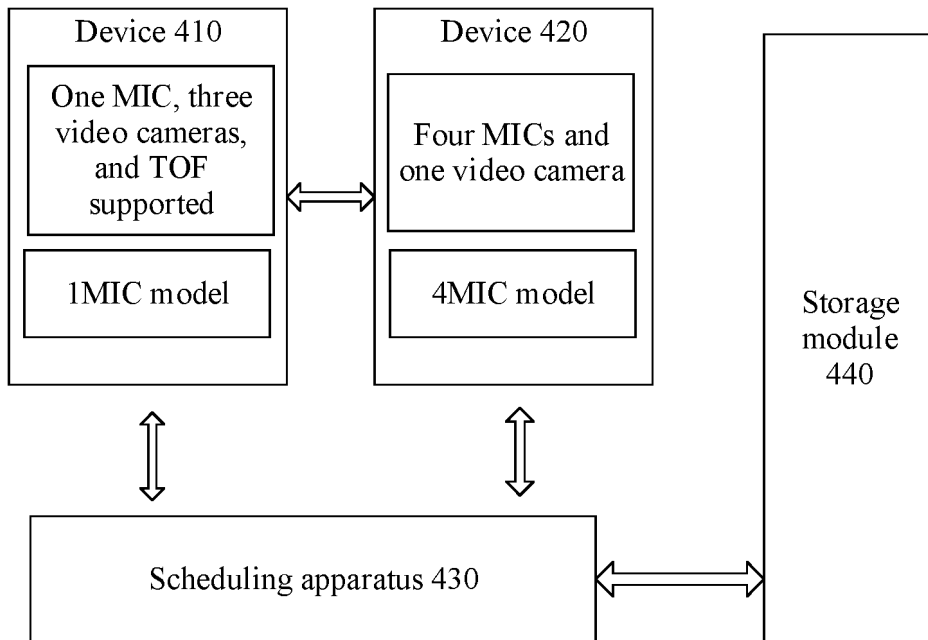 Device 410
One MIC, three
video cameras,
and TOF
supported
1MIC model
Device 420
Four MICs and
one video camera
4MIC model
Storage
module
440
Scheduling apparatus 430